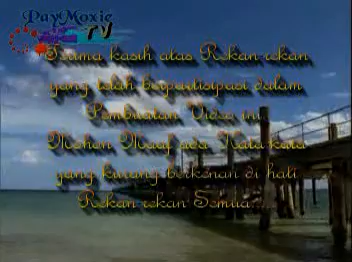 PayMoxie
TV
Trima kasih atas Rekan-rekan
yang telah berpartisipasi dalam
Pembuatan Video ini.
Mohon Maaf ada Kata-kata
yang kurang berkenan di hati
Rekan-rekan Semua....